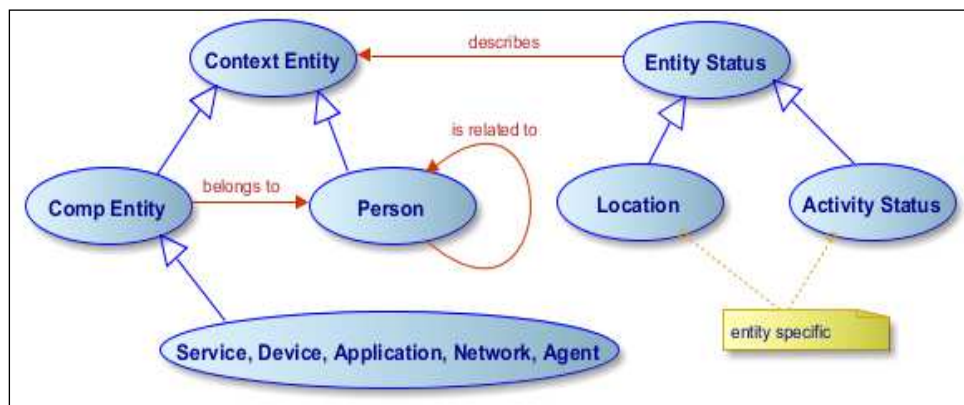 describes
Context Entity
Entity Status
is related to
belongs to
Comp Entity
Person
Location
Activity Status
entity specific
Service, Device, Application, Network, Agent